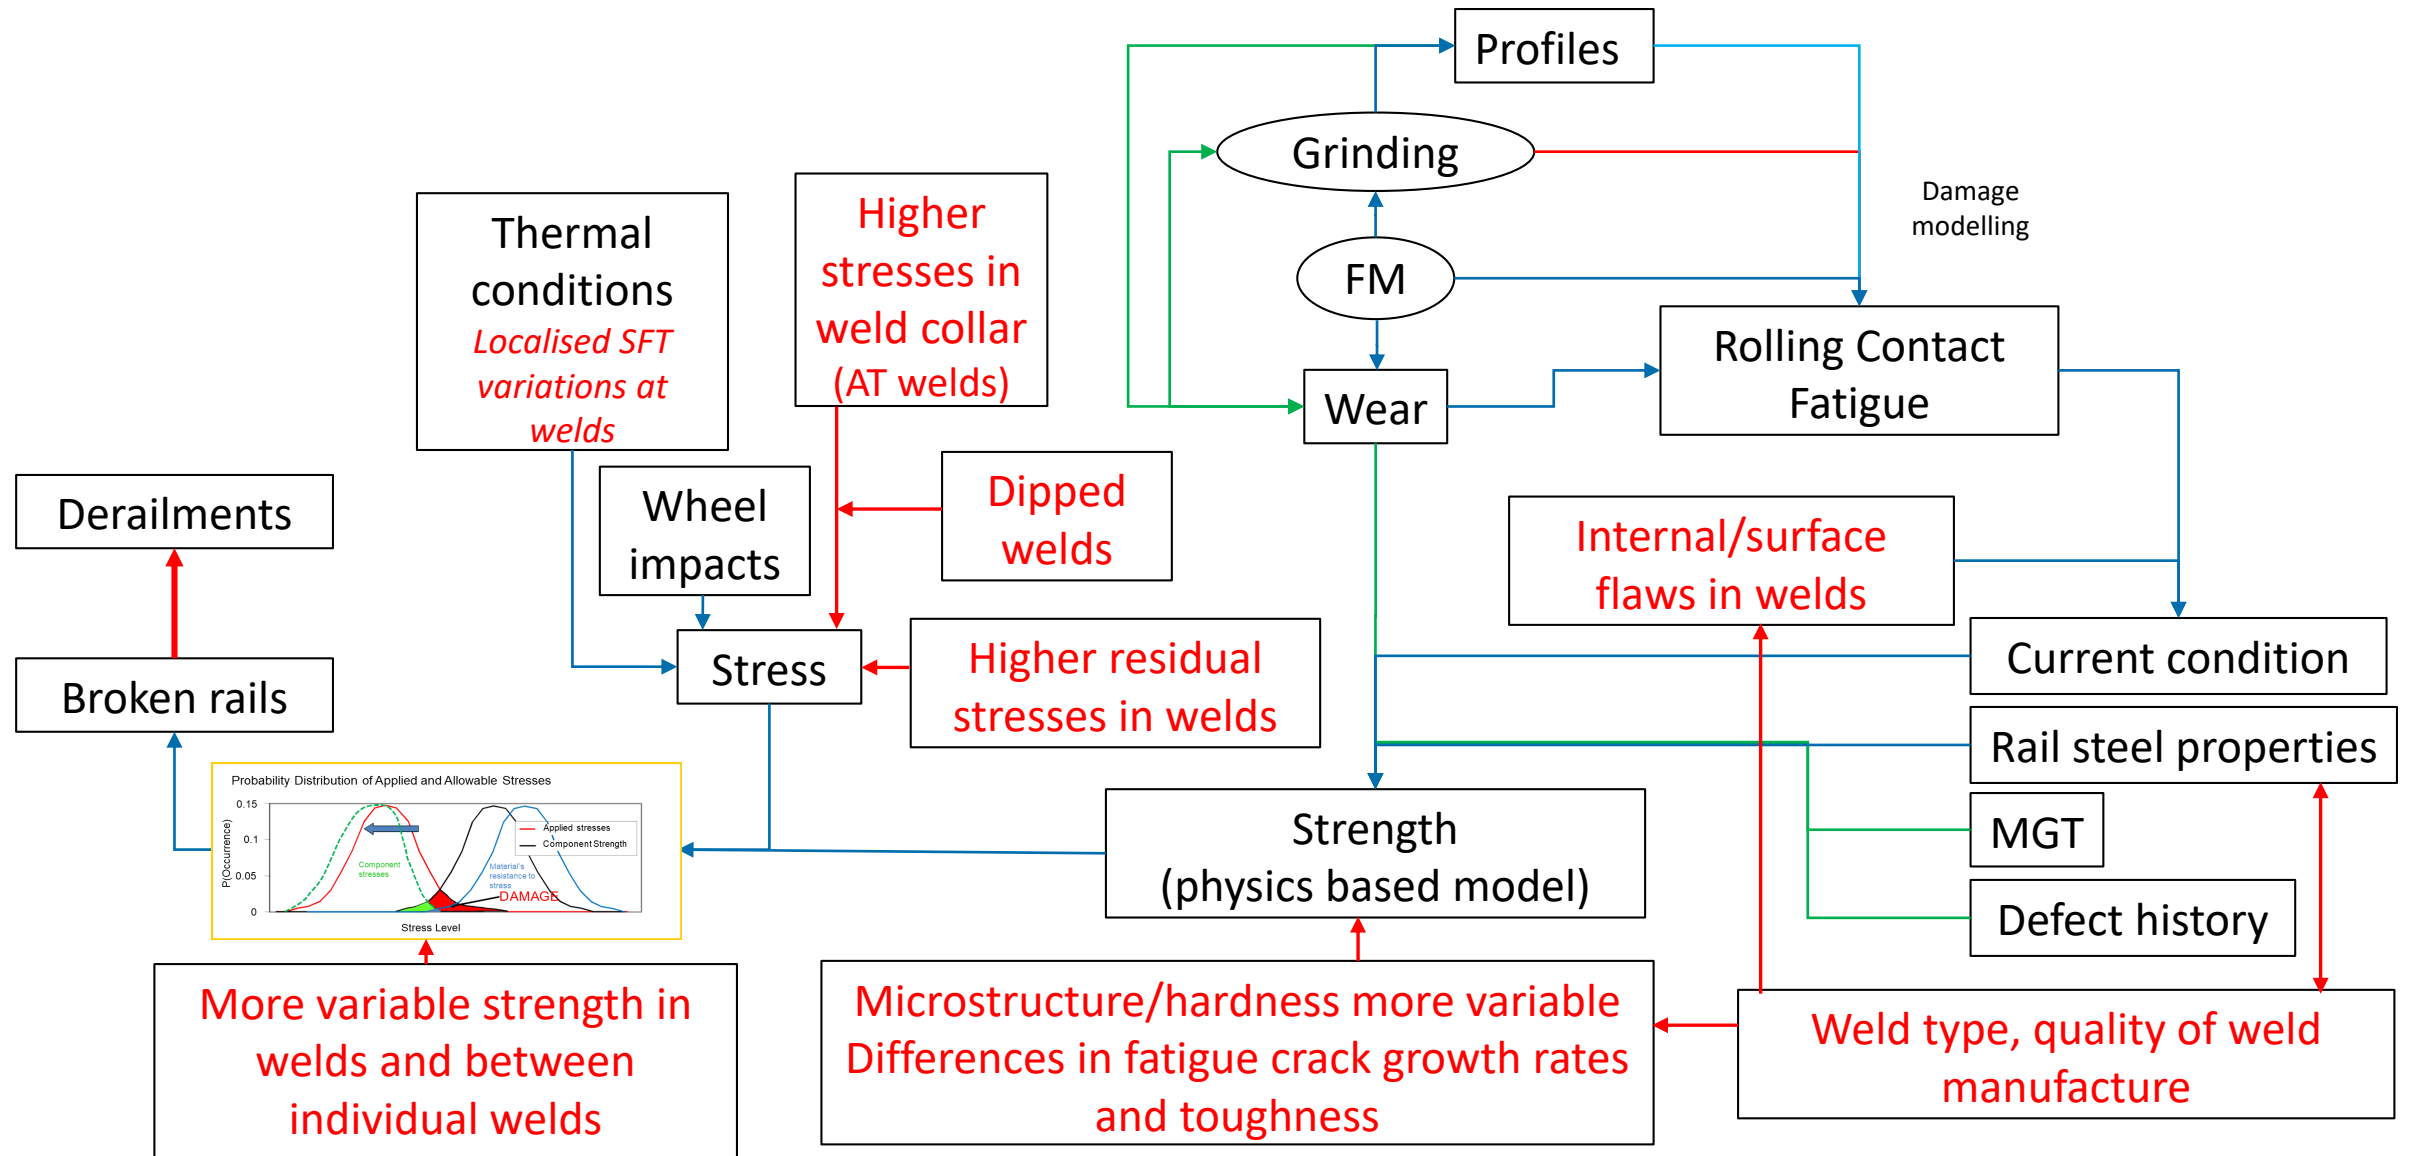 Profiles
Grinding
Damage
modelling
FM
Rolling Contact
Fatigue
Wear
Thermal
conditions
Localised SFT
variations at
welds
Higher
stresses in
weld collar
(AT welds)
Wheel
impacts
Dipped
welds
Derailments
Broken rails
Stress
Higher residual
stresses in welds
Internal/surface
flaws in welds
Current condition
Rail steel properties
MGT
Defect history
Strength
(physics based model)
Probability Distribution of Applied and Allowable Stresses
P(Occurrence)
0.15
0.1
0.05
0
Applied stresses
Component Strength
Component
stresses
Material's
resistance to
stress
DAMAGE
Stress Level
More variable strength in
welds and between
individual welds
Microstructure/hardness more variable
Differences in fatigue crack growth rates
and toughness
Weld type, quality of weld
manufacture